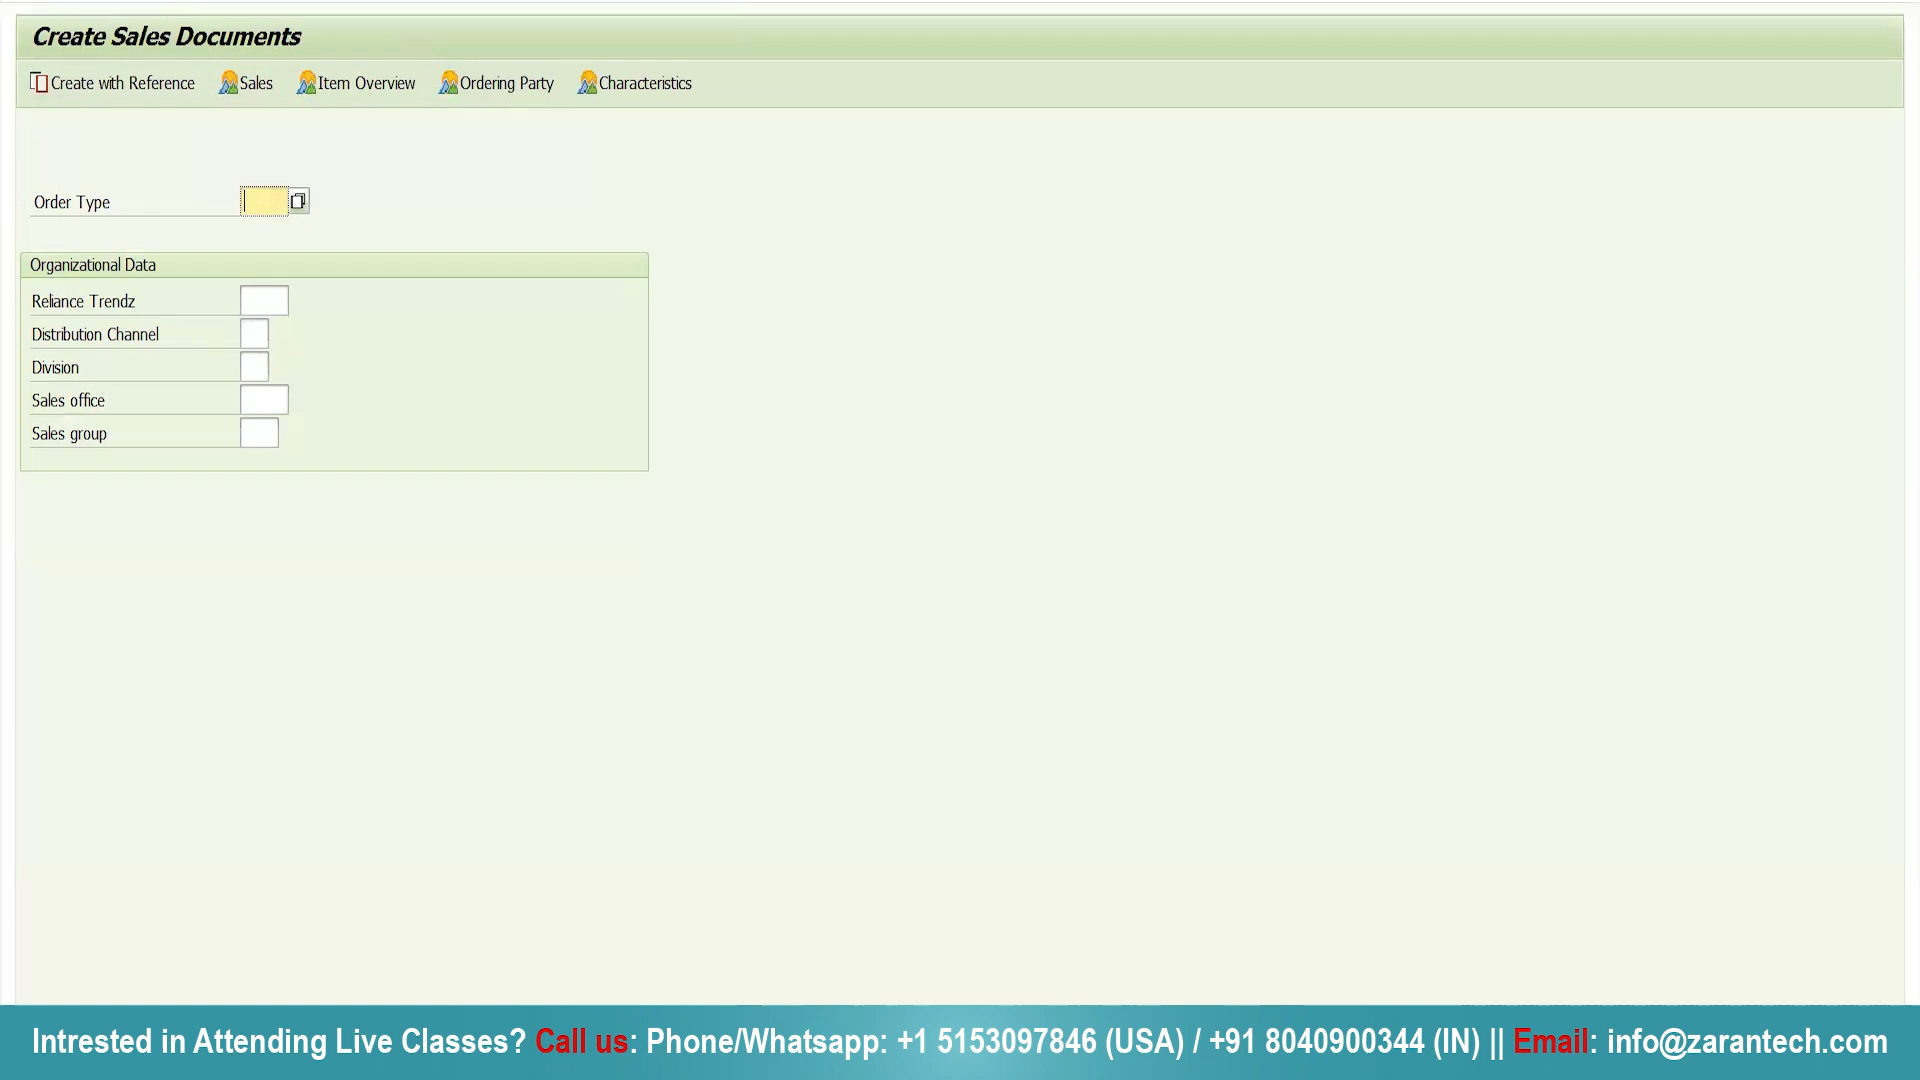 Create Sales Documents
Create with Reference Sales Item Overview Ordering Party Characteristics
Order Type
Organizational Data
Reliance Trendz
Distribution Channel
Division
Sales office
Sales group
Intrested in Attending Live Classes? Call us: Phone/Whatsapp: +1 5153097846 (USA) / +91 8040900344 (IN) || Email: info@zarantech.com